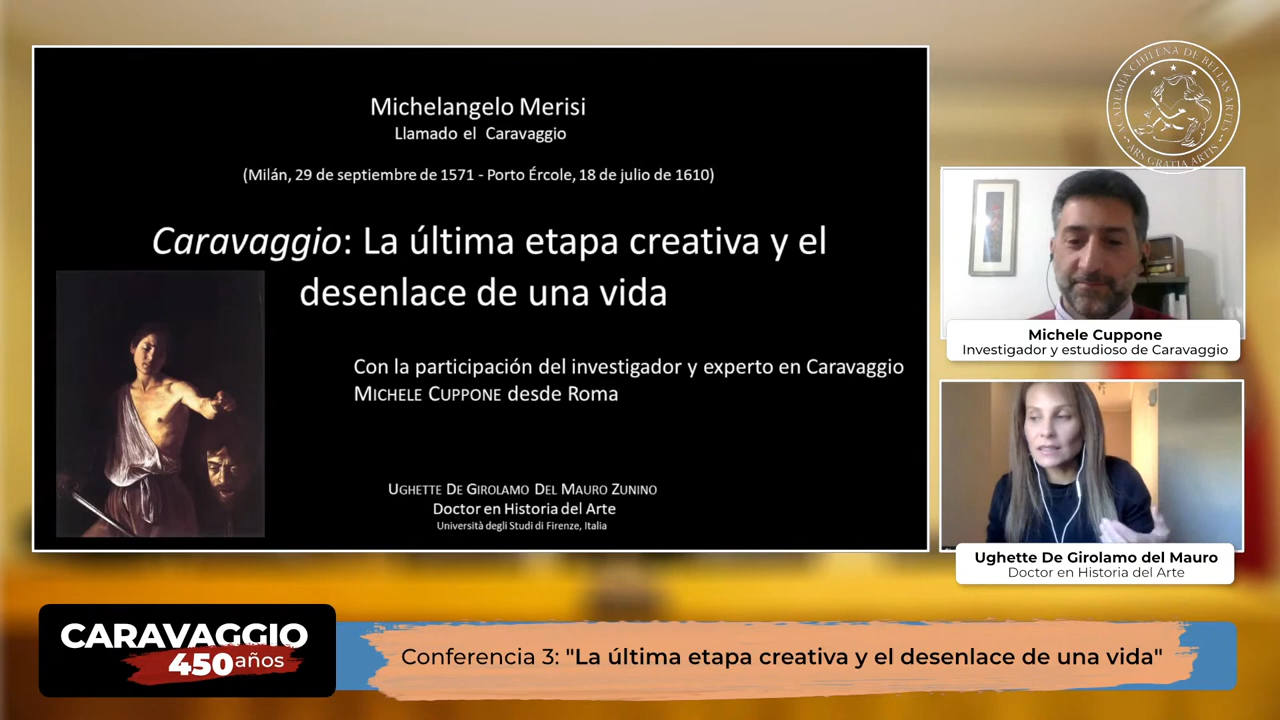 Michelangelo Merisi
Llamado el Caravaggio
(Milán, 29 de septiembre de 1571 - Porto Ércole, 18 de julio de 1610)
Caravaggio: La última etapa creativa y el
desenlace de una vida
Con la participación del investigador y experto en Caravaggio
MICHELE CUPPONE desde Roma
UGHETTE DE GIROLAMO DEL MAURO ZUNINO
Doctor en Historia del Arte
Università degli Studi di Firenze, Italia
ACADEMIA CHILENA DE BELLAS ARTES
ARS GRATIA ARTIS
Michele Cuppone
Investigador y estudioso de Caravaggio
Ughette De Girolamo del Mauro
Doctor en Historia del Arte
CARAVAGGIO
450 años
Conferencia 3: "La última etapa creativa y el desenlace de una vida"